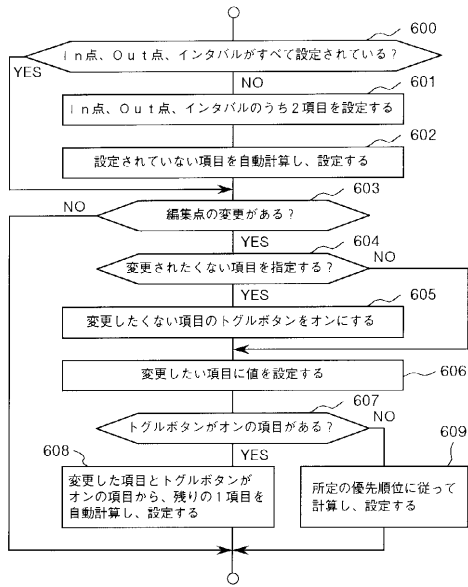 600
In点、Out点、インタバルがすべて設定されている？
YES
NO
601
In点、Out点、インタバルのうち2項目を設定する
602
設定されていない項目を自動計算し、設定する
603
NO
編集点の変更がある？
YES
604
変更されたくない項目を指定する？
NO
YES
605
変更したくない項目のトグルボタンをオンにする
変更したい項目に値を設定する
606
607
トグルボタンがオンの項目がある？
NO
608
YES
609
変更した項目とトグルボタンが
オンの項目から、残りの1項目を
自動計算し、設定する
所定の優先順位に従って
計算し、設定する